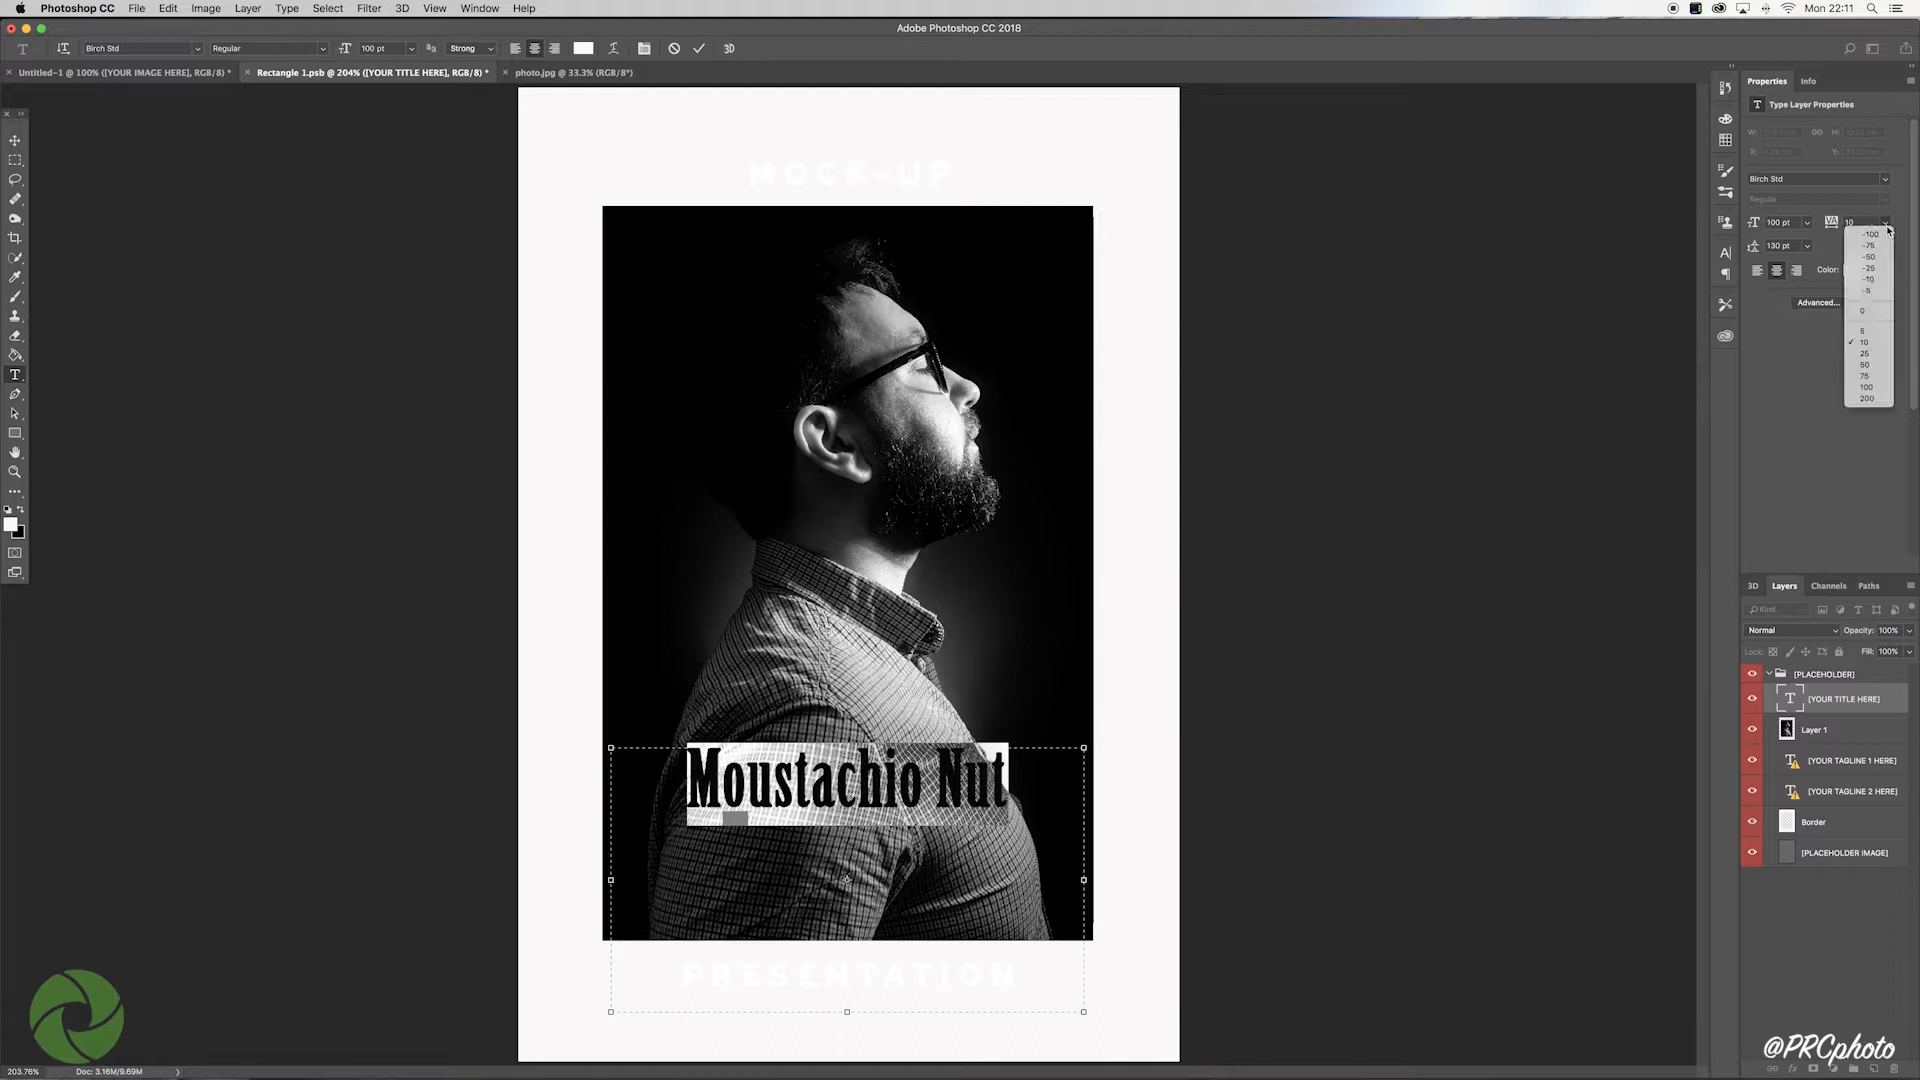 Photoshop CC File Edit Image Layer Type Select Filter 3D View Window Help Mon 22:11
Adobe Photoshop CC 2018
T Birch Std Regular 100 pt Strong 3D
Untitled-1 @ 100% ([YOUR IMAGE HERE], RGB/8) * Rectangle 1.psb @ 204% ([YOUR TITLE HERE], RGB/8) * photo.jpg @ 33.3% (RGB/8*)
Properties Info
T Type Layer Properties
W: H:
X: Y:
Birch Std
Regular
100 pt VA 10
130 pt
Color:
Advanced...
-100
-75
-50
-25
-10
-5
0
5
10
25
50
75
100
200
MOCK-UP
Moustachio Nut
PRESENTATION
3D Layers Channels Paths
Kind
Normal Opacity: 100%
Lock: Fill: 100%
[PLACEHOLDER]
T [YOUR TITLE HERE]
Layer 1
T [YOUR TAGLINE 1 HERE]
T [YOUR TAGLINE 2 HERE]
Border
[PLACEHOLDER IMAGE]
@PRCphoto
203.76% Doc: 3.16M/9.69M